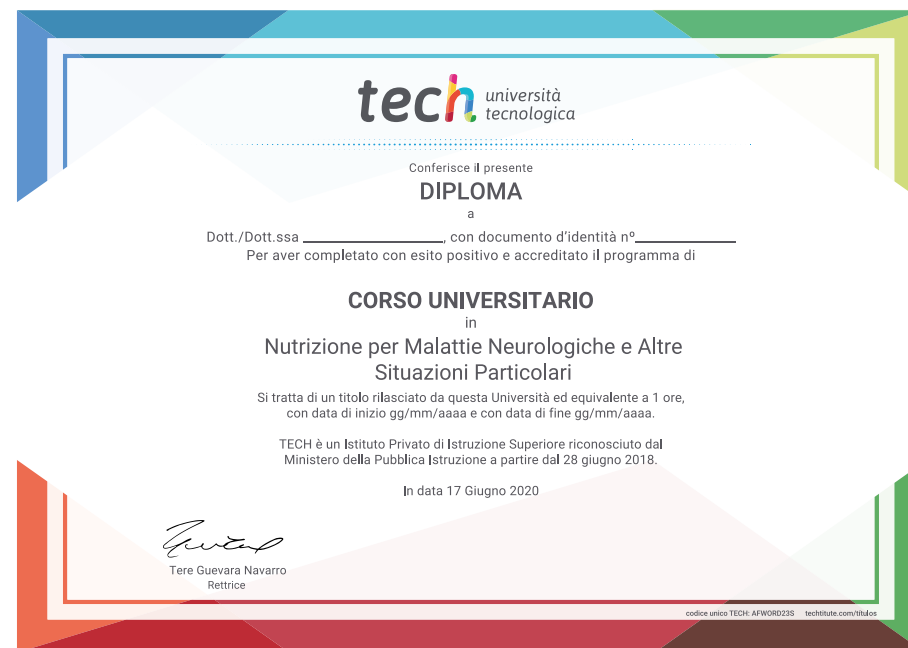 tech università
tecnologica
Conferisce il presente
DIPLOMA
a
Dott./Dott.ssa ____________________, con documento d'identità nº______________
Per aver completato con esito positivo e accreditato il programma di
CORSO UNIVERSITARIO
in
Nutrizione per Malattie Neurologiche e Altre
Situazioni Particolari
Si tratta di un titolo rilasciato da questa Università ed equivalente a 1 ore,
con data di inizio gg/mm/aaaa e con data di fine gg/mm/aaaa.
TECH è un Istituto Privato di Istruzione Superiore riconosciuto dal
Ministero della Pubblica Istruzione a partire dal 28 giugno 2018.
In data 17 Giugno 2020
Tere Guevara Navarro
Rettrice
codice unico TECH: AFWORD23S techtitute.com/títulos